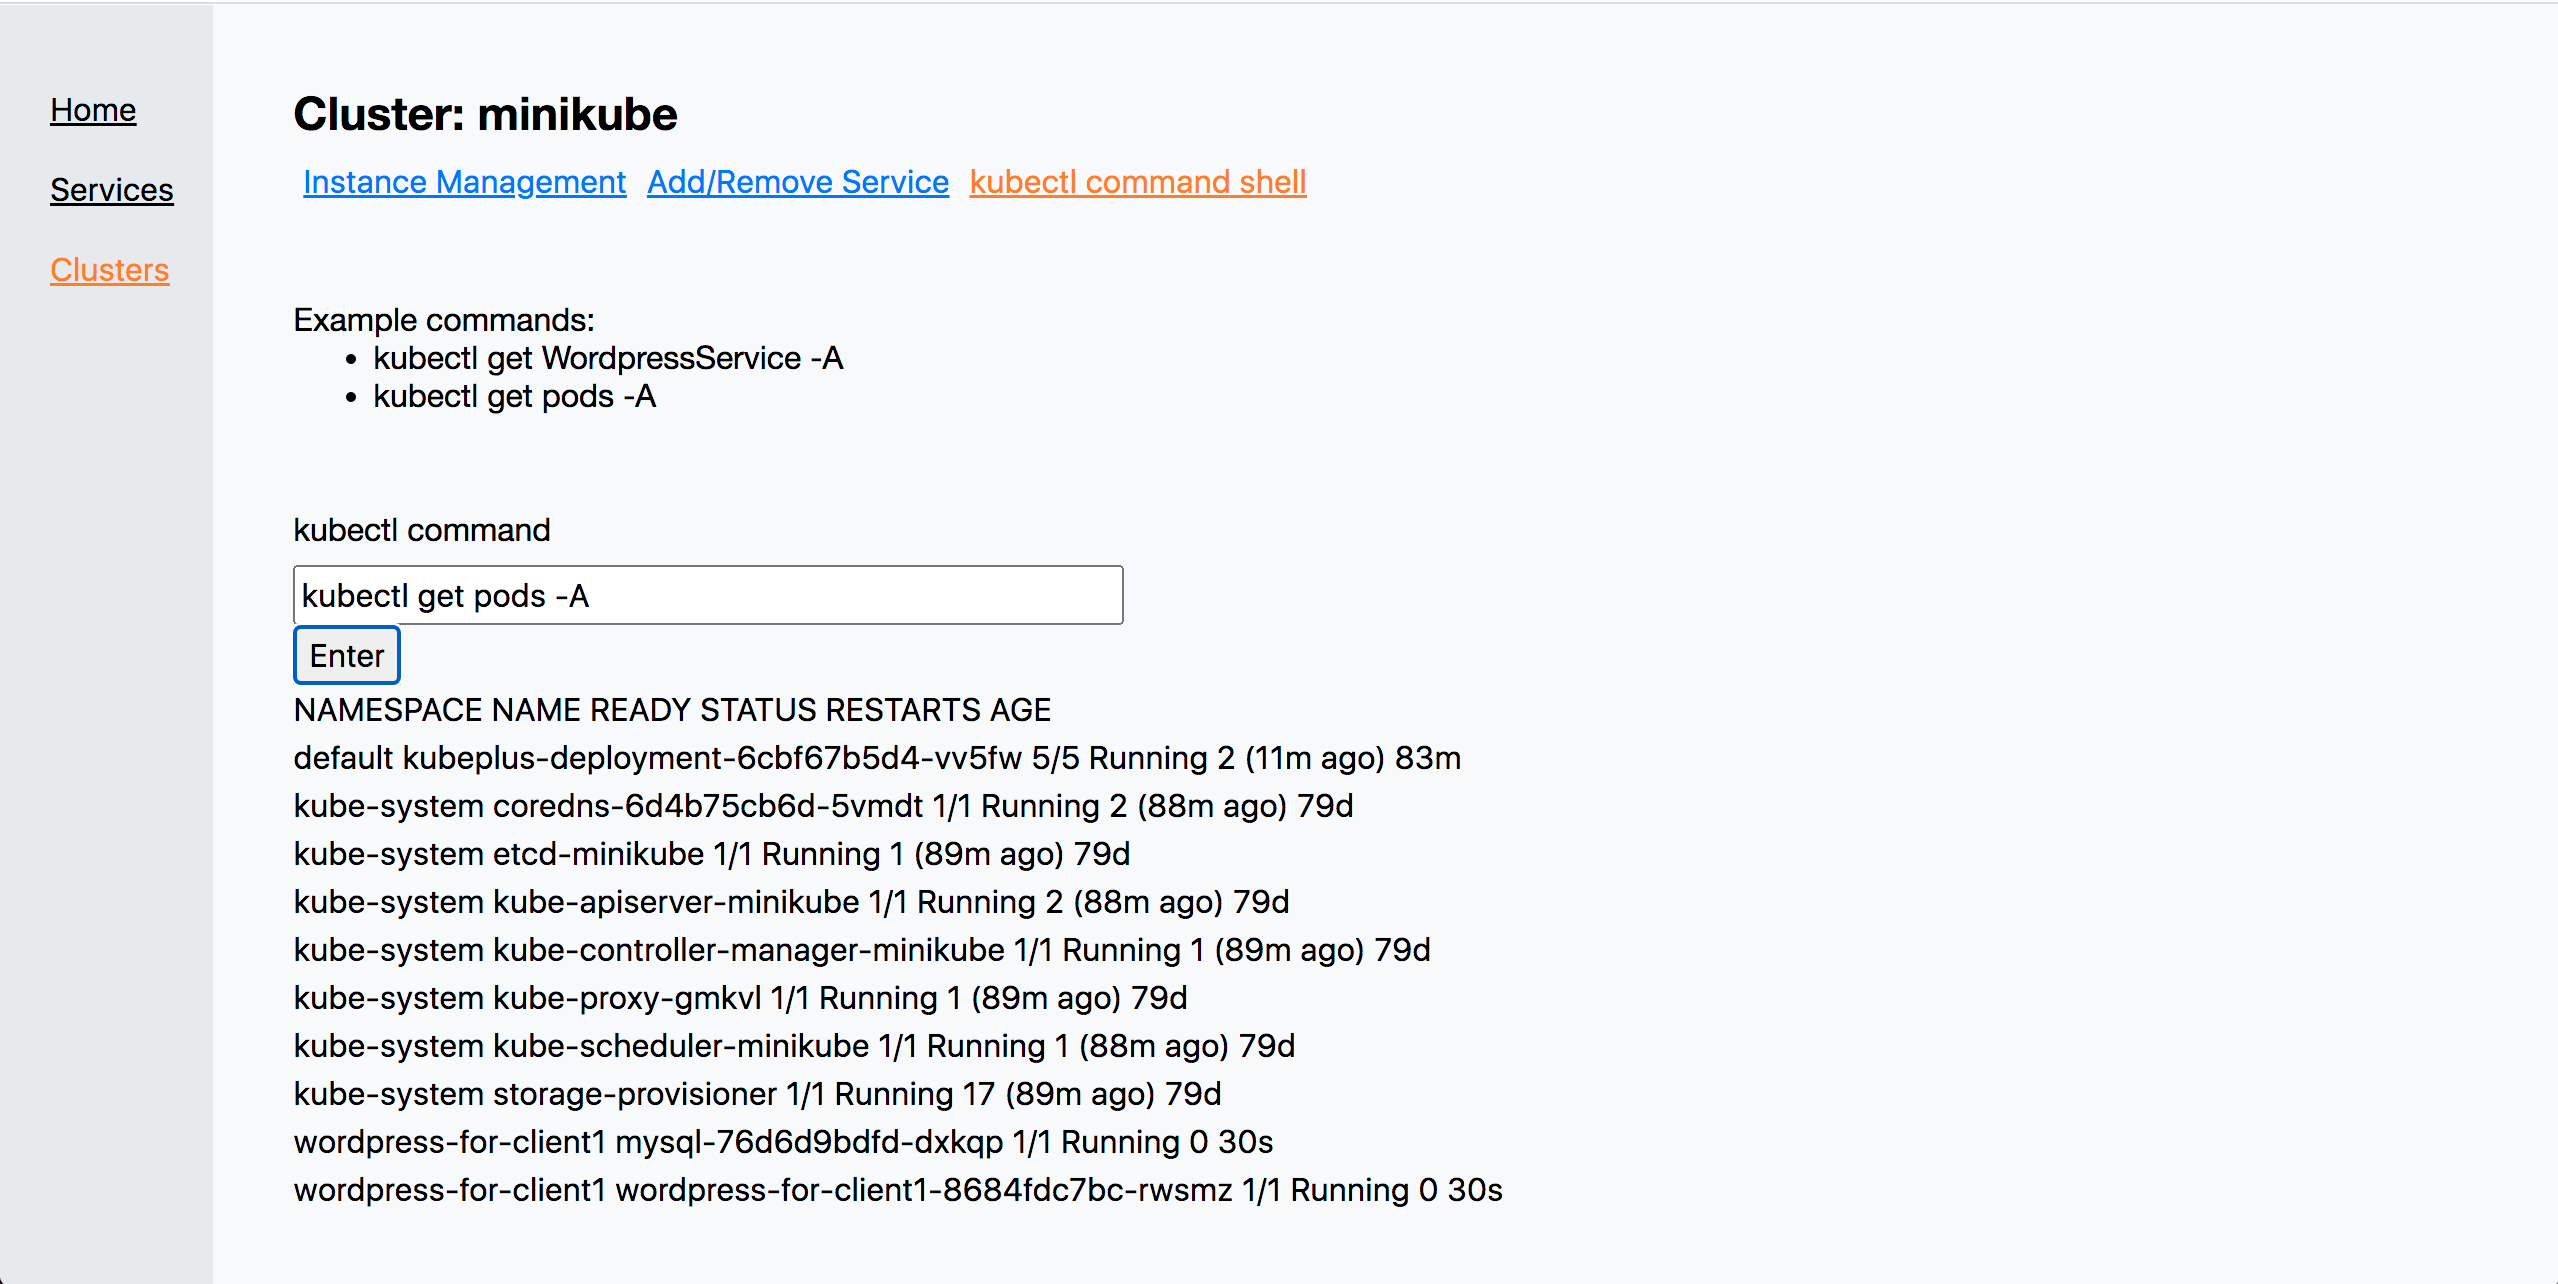 Home
Services
Clusters
Cluster: minikube
Instance Management Add/Remove Service kubectl command shell
Example commands:
• kubectl get WordpressService -A
• kubectl get pods -A
kubectl command
kubectl get pods -A
Enter
NAMESPACE NAME READY STATUS RESTARTS AGE
default kubeplus-deployment-6cbf67b5d4-vv5fw 5/5 Running 2 (11m ago) 83m
kube-system coredns-6d4b75cb6d-5vmdt 1/1 Running 2 (88m ago) 79d
kube-system etcd-minikube 1/1 Running 1 (89m ago) 79d
kube-system kube-apiserver-minikube 1/1 Running 2 (88m ago) 79d
kube-system kube-controller-manager-minikube 1/1 Running 1 (89m ago) 79d
kube-system kube-proxy-gmkvl 1/1 Running 1 (89m ago) 79d
kube-system kube-scheduler-minikube 1/1 Running 1 (88m ago) 79d
kube-system storage-provisioner 1/1 Running 17 (89m ago) 79d
wordpress-for-client1 mysql-76d6d9bdfd-dxkqp 1/1 Running 0 30s
wordpress-for-client1 wordpress-for-client1-8684fdc7bc-rwsmz 1/1 Running 0 30s